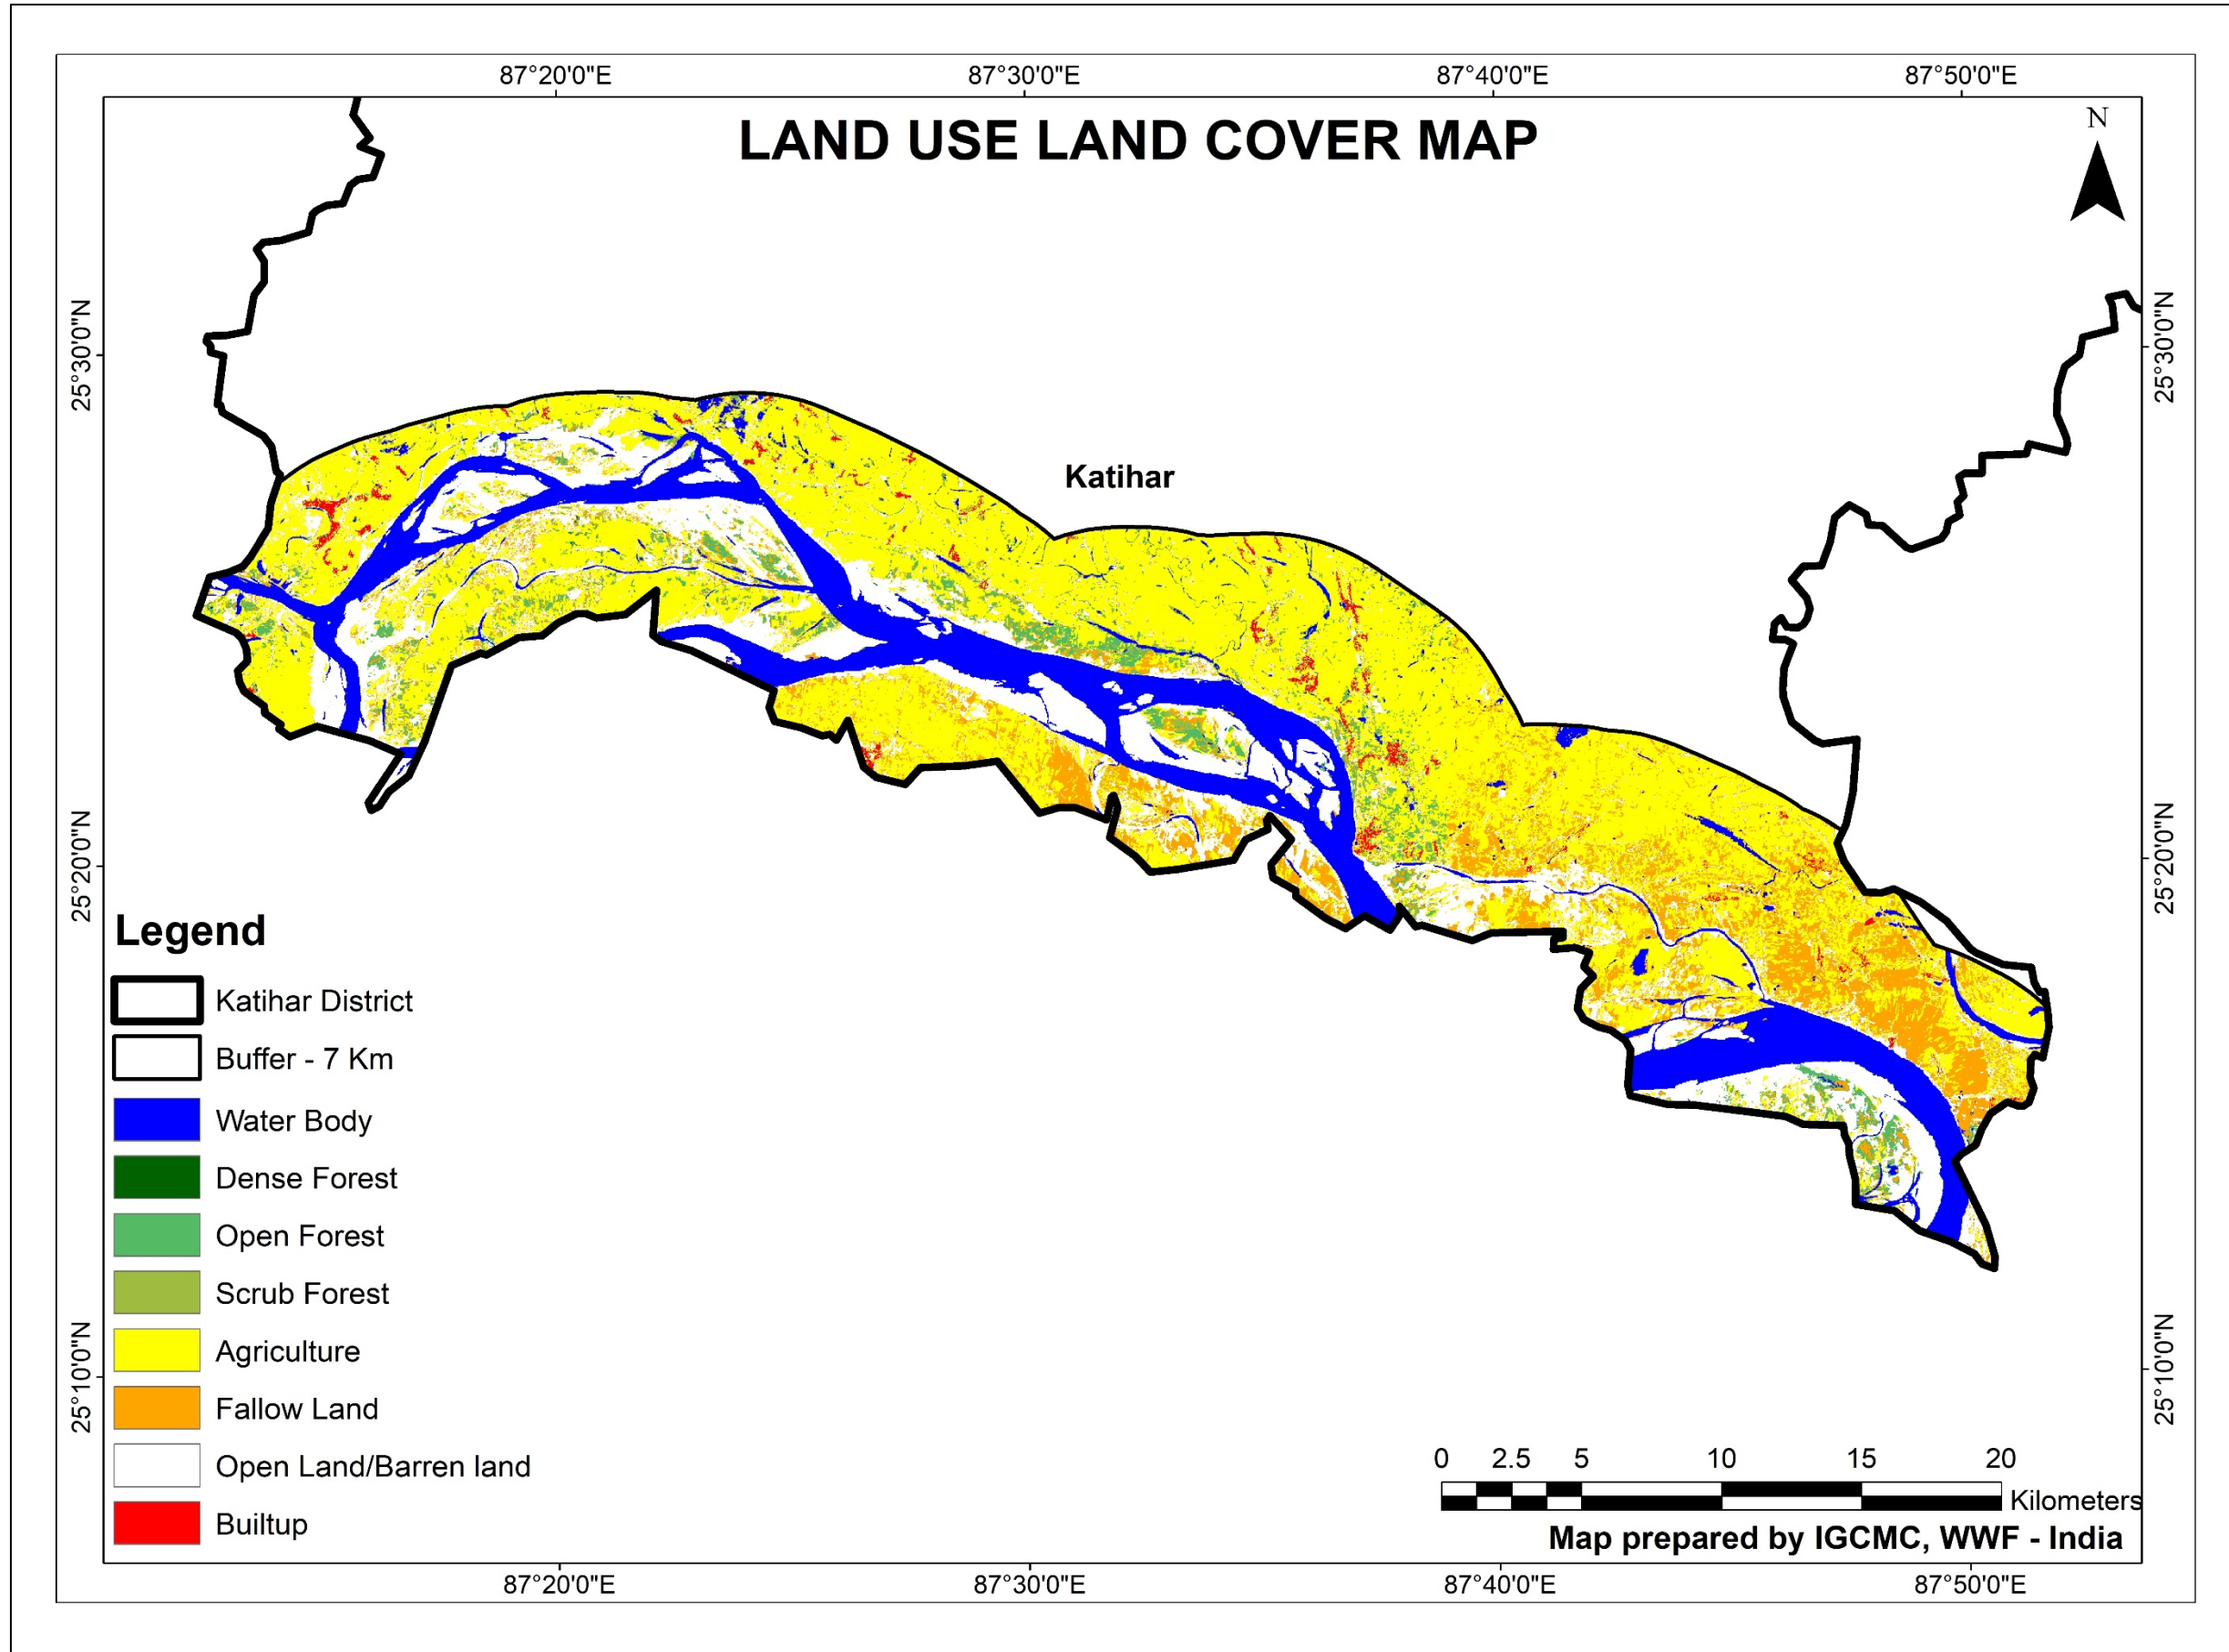 87°20'0"E 87°30'0"E 87°40'0"E 87°50'0"E
LAND USE LAND COVER MAP
N
25°30'0"N 25°30'0"N
Katihar
25°20'0"N 25°20'0"N
Legend
Katihar District
Buffer - 7 Km
Water Body
Dense Forest
Open Forest
Scrub Forest
Agriculture
Fallow Land
Open Land/Barren land
Builtup
25°10'0"N 25°10'0"N
0 2.5 5 10 15 20
Kilometers
Map prepared by IGCMC, WWF - India
87°20'0"E 87°30'0"E 87°40'0"E 87°50'0"E